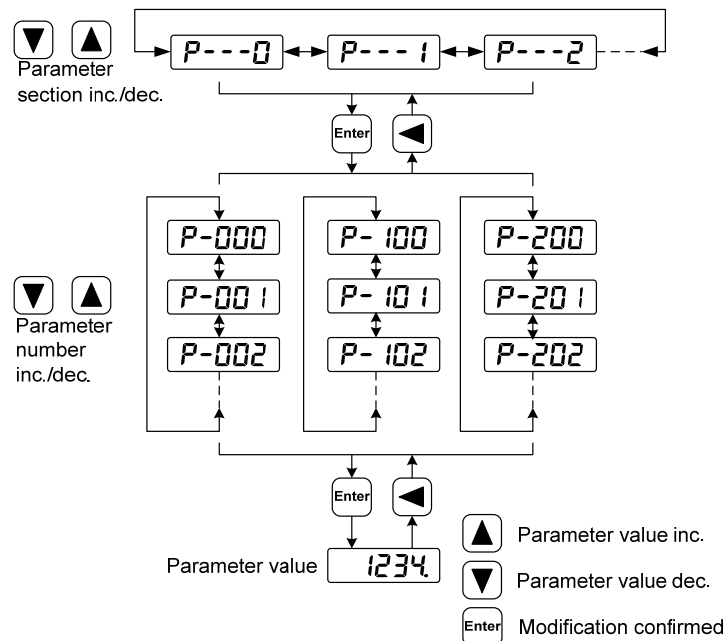 P---0 P---1 P---2
Parameter
section inc./dec.
Enter
P-000 P-100 P-200
P-001 P-101 P-201
Parameter
number
inc./dec.
P-002 P-102 P-202
Enter
Parameter value 1234.
Parameter value inc.
Parameter value dec.
Enter Modification confirmed